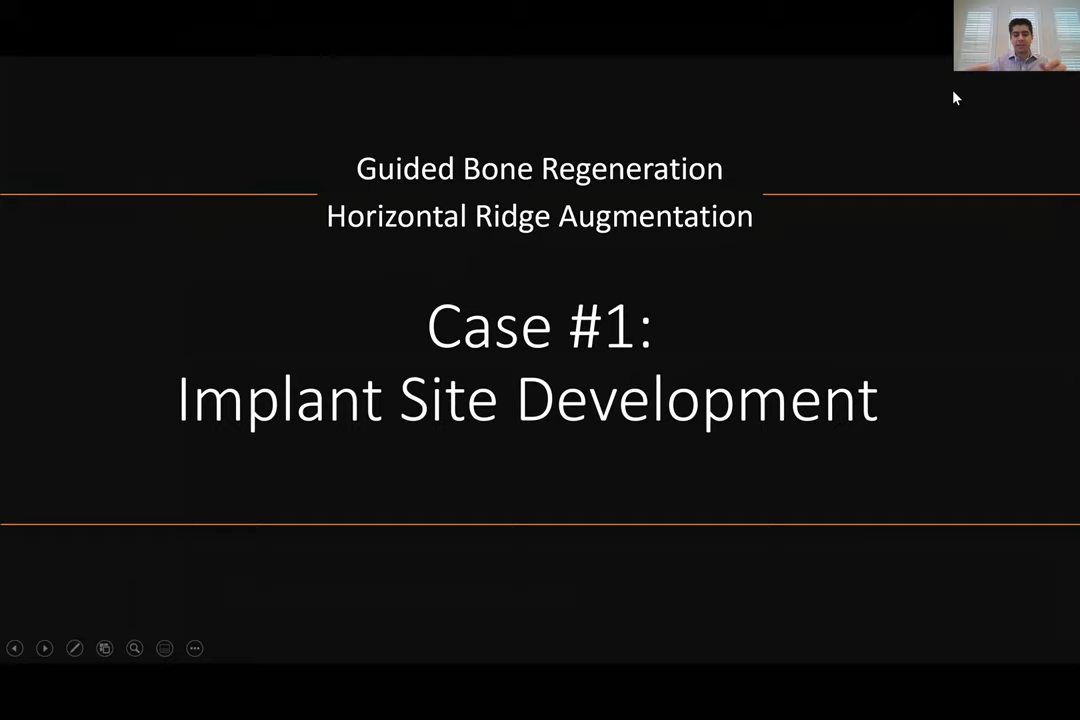 Guided Bone Regeneration
Horizontal Ridge Augmentation
Case #1:
Implant Site Development